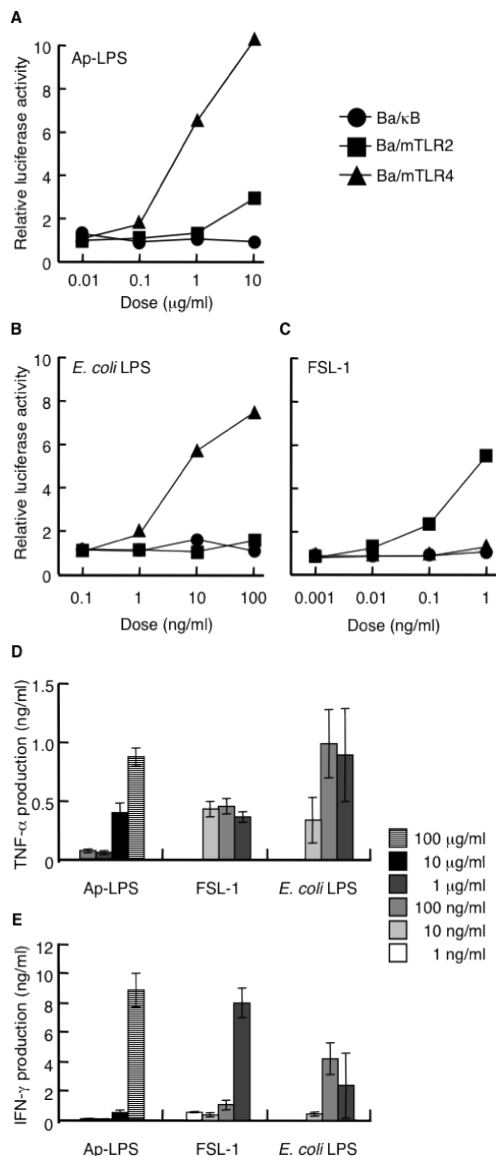 A
Ap-LPS
Relative luciferase activity
10
8
6
4
2
0
0.01 0.1 1 10
Dose (μg/ml)
Ba/κB
Ba/mTLR2
Ba/mTLR4
B
E. coli LPS
Relative luciferase activity
10
8
6
4
2
0
0.1 1 10 100
Dose (ng/ml)
C
FSL-1
0.001 0.01 0.1 1
Dose (ng/ml)
D
TNF-α production (ng/ml)
1.5
1.0
0.5
0
Ap-LPS FSL-1 E. coli LPS
100 μg/ml
10 μg/ml
1 μg/ml
100 ng/ml
10 ng/ml
1 ng/ml
E
IFN-γ production (ng/ml)
12
10
8
6
4
2
0
Ap-LPS FSL-1 E. coli LPS